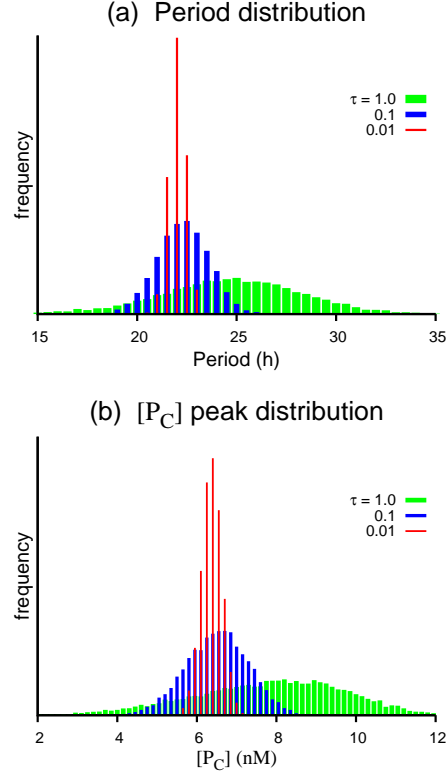 (a) Period distribution
frequency
τ = 1.0
0.1
0.01
15 20 25 30 35
Period (h)
(b) [P_C] peak distribution
frequency
τ = 1.0
0.1
0.01
2 4 6 8 10 12
[P_C] (nM)